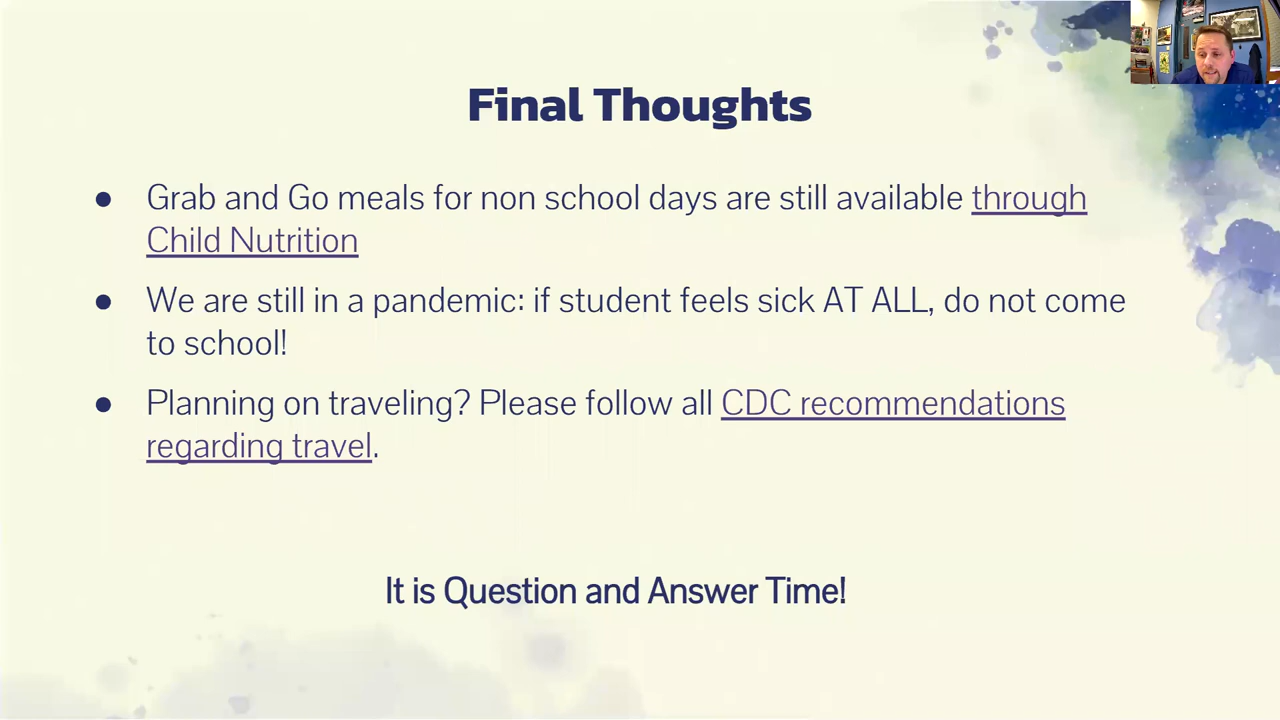 Final Thoughts
● Grab and Go meals for non school days are still available through
Child Nutrition
● We are still in a pandemic: if student feels sick AT ALL, do not come
to school!
● Planning on traveling? Please follow all CDC recommendations
regarding travel.
It is Question and Answer Time!